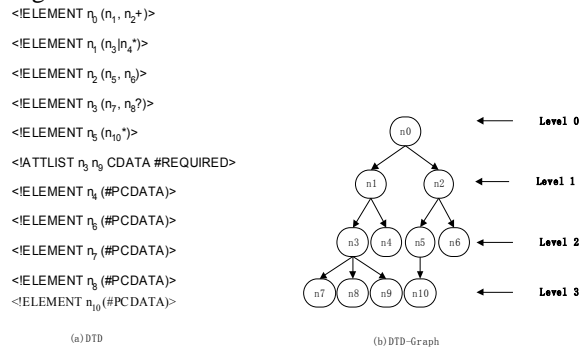 <!ELEMENT n0 (n1, n2+)>
<!ELEMENT n1 (n3|n4*)>
<!ELEMENT n2 (n5, n6)>
<!ELEMENT n3 (n7, n8?)>
<!ELEMENT n5 (n10*)>
<!ATTLIST n3 n9 CDATA #REQUIRED>
<!ELEMENT n4 (#PCDATA)>
<!ELEMENT n6 (#PCDATA)>
<!ELEMENT n7 (#PCDATA)>
<!ELEMENT n8 (#PCDATA)>
<!ELEMENT n10 (#PCDATA)>
(a)DTD
n0 Level 0
n1 n2 Level 1
n3 n4 n5 n6 Level 2
n7 n8 n9 n10 Level 3
(b)DTD-Graph